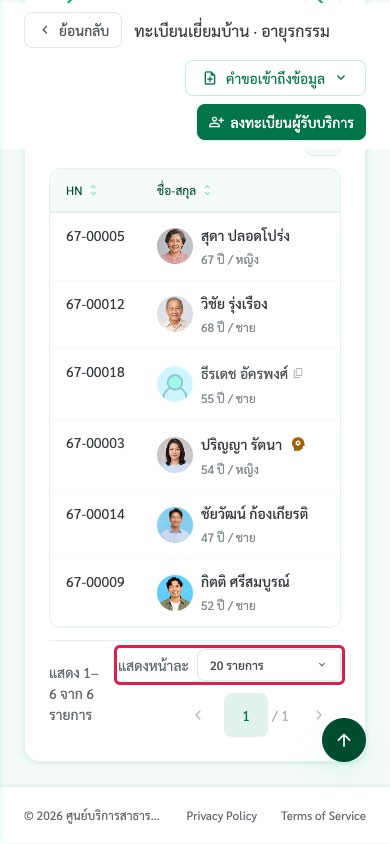 ย้อนกลับ
ทะเบียนเยี่ยมบ้าน · อายุรกรรม
คำขอเข้าถึงข้อมูล
ลงทะเบียนผู้รับบริการ
HN ชื่อ-สกุล
67-00005 สุดา ปลอดโปร่ง
67 ปี / หญิง
67-00012 วิชัย รุ่งเรือง
68 ปี / ชาย
67-00018 ธีรเดช อัครพงศ์
55 ปี / ชาย
67-00003 ปริญญา รัตนา
54 ปี / หญิง
67-00014 ชัยวัฒน์ ก้องเกียรติ
47 ปี / ชาย
67-00009 กิตติ ศรีสมบูรณ์
52 ปี / ชาย
แสดง 1–
6 จาก 6
รายการ
แสดงหน้าละ 20 รายการ
1 / 1
© 2026 ศูนย์บริการสาธาร... Privacy Policy Terms of Service